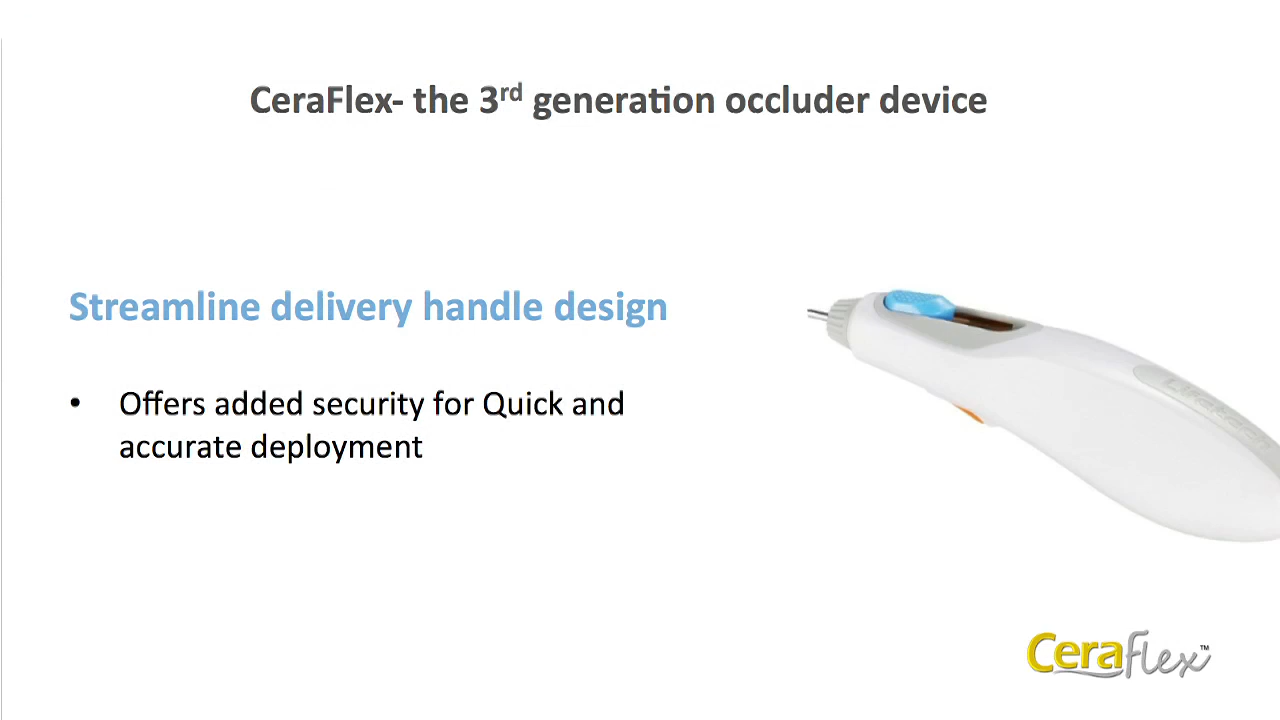 CeraFlex- the 3rd generation occluder device
Streamline delivery handle design
• Offers added security for Quick and
accurate deployment
Lifetech
CeraFlex™